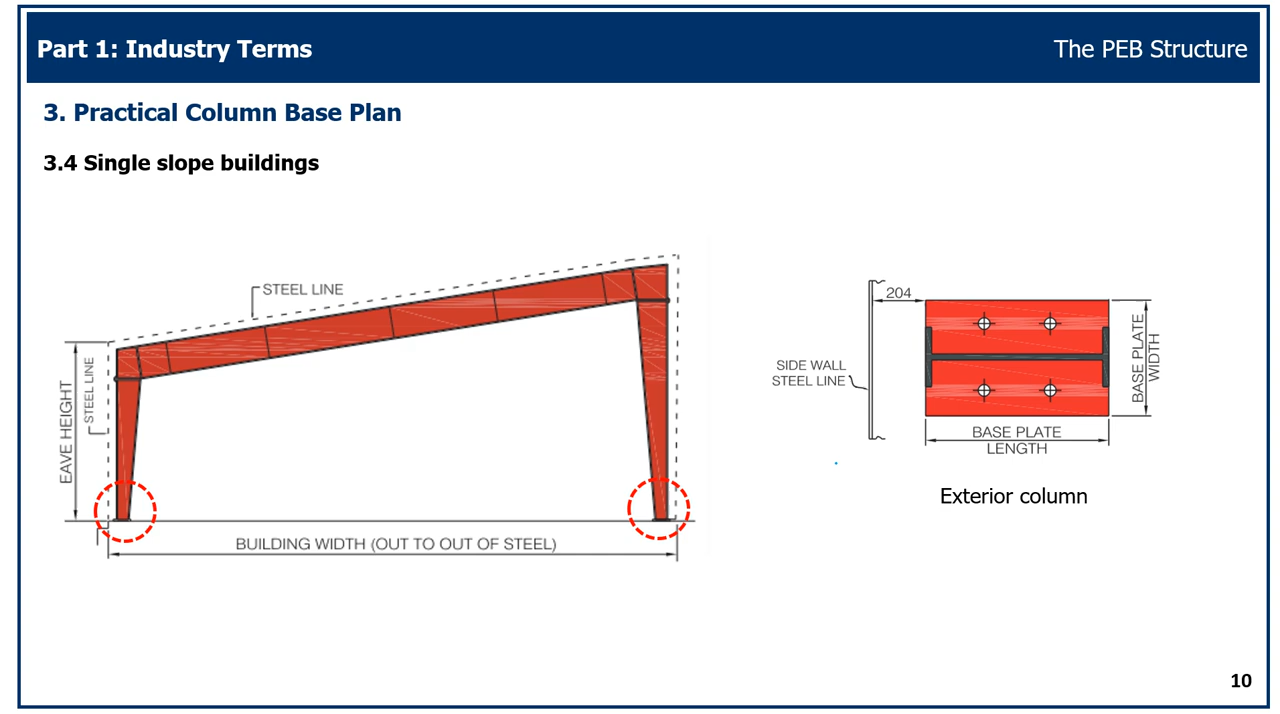 Part 1: Industry Terms
The PEB Structure
3. Practical Column Base Plan
3.4 Single slope buildings
STEEL LINE
STEEL LINE
EAVE HEIGHT
BUILDING WIDTH (OUT TO OUT OF STEEL)
204
SIDE WALL
STEEL LINE
BASE PLATE
WIDTH
BASE PLATE
LENGTH
Exterior column
10